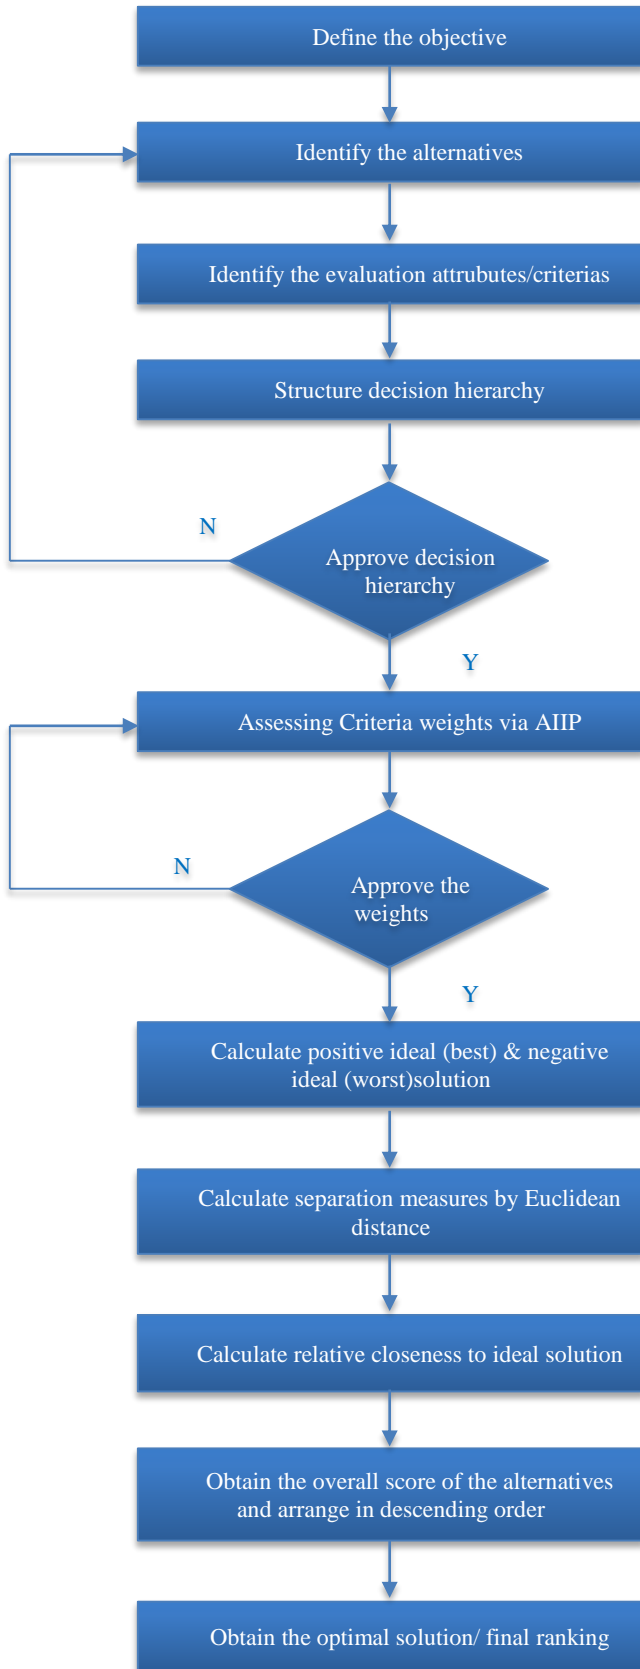 Define the objective
Identify the alternatives
Identify the evaluation attrubutes/criterias
Structure decision hierarchy
N
Approve decision
hierarchy
Y
Assessing Criteria weights via AIIP
N
Approve the
weights
Y
Calculate positive ideal (best) & negative
ideal (worst)solution
Calculate separation measures by Euclidean
distance
Calculate relative closeness to ideal solution
Obtain the overall score of the alternatives
and arrange in descending order
Obtain the optimal solution/ final ranking